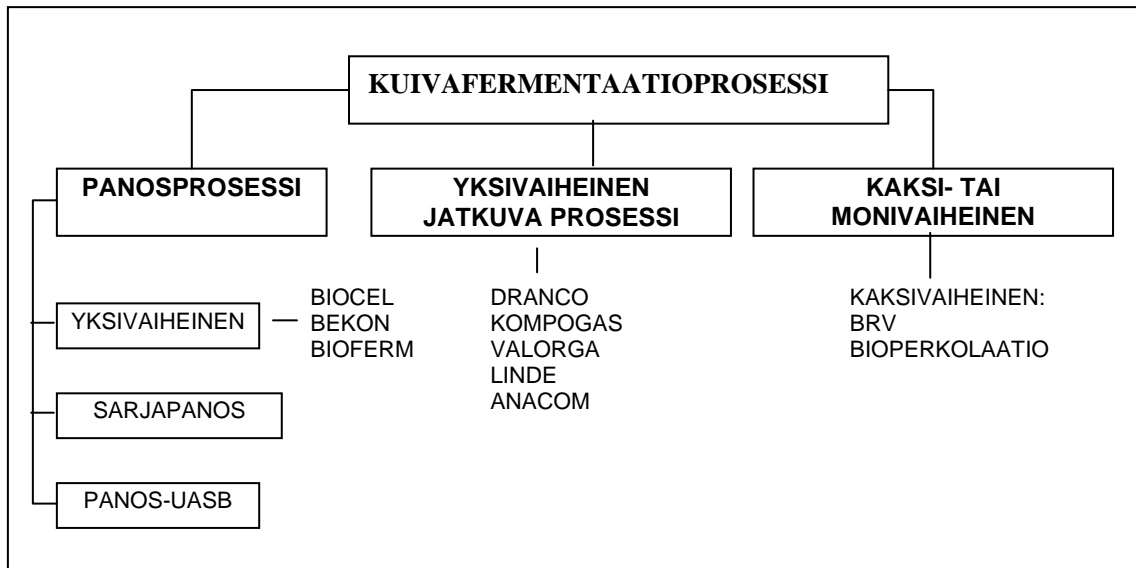 KUIVAFERMENTAATIOPROSESSI
PANOSPROSESSI
YKSIVAIHEINEN
JATKUVA PROSESSI
KAKSI- TAI
MONIVAIHEINEN
YKSIVAIHEINEN
BIOCEL
BEKON
BIOFERM
SARJAPANOS
PANOS-UASB
DRANCO
KOMPOGAS
VALORGA
LINDE
ANACOM
KAKSIVAIHEINEN:
BRV
BIOPERKOLAATIO